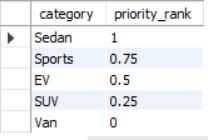 category priority_rank
Sedan 1
Sports 0.75
EV 0.5
SUV 0.25
Van 0